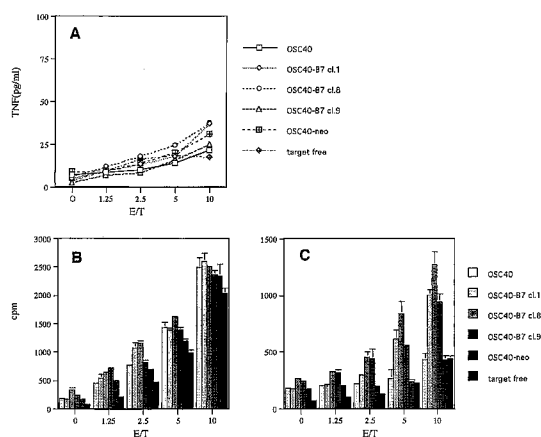 A
100
75
50
25
0
TNF(pg/ml)
0 1.25 2.5 5 10
E/T
OSC40
OSC40-B7 cl.1
OSC40-B7 cl.8
OSC40-B7 cl.9
OSC40-neo
target free
B
3000
2500
2000
1500
1000
500
0
cpm
0 1.25 2.5 5 10
E/T
C
1500
1000
500
0
0 1.25 2.5 5 10
E/T
OSC40
OSC40-B7 cl.1
OSC40-B7 cl.8
OSC40-B7 cl.9
OSC40-neo
target free